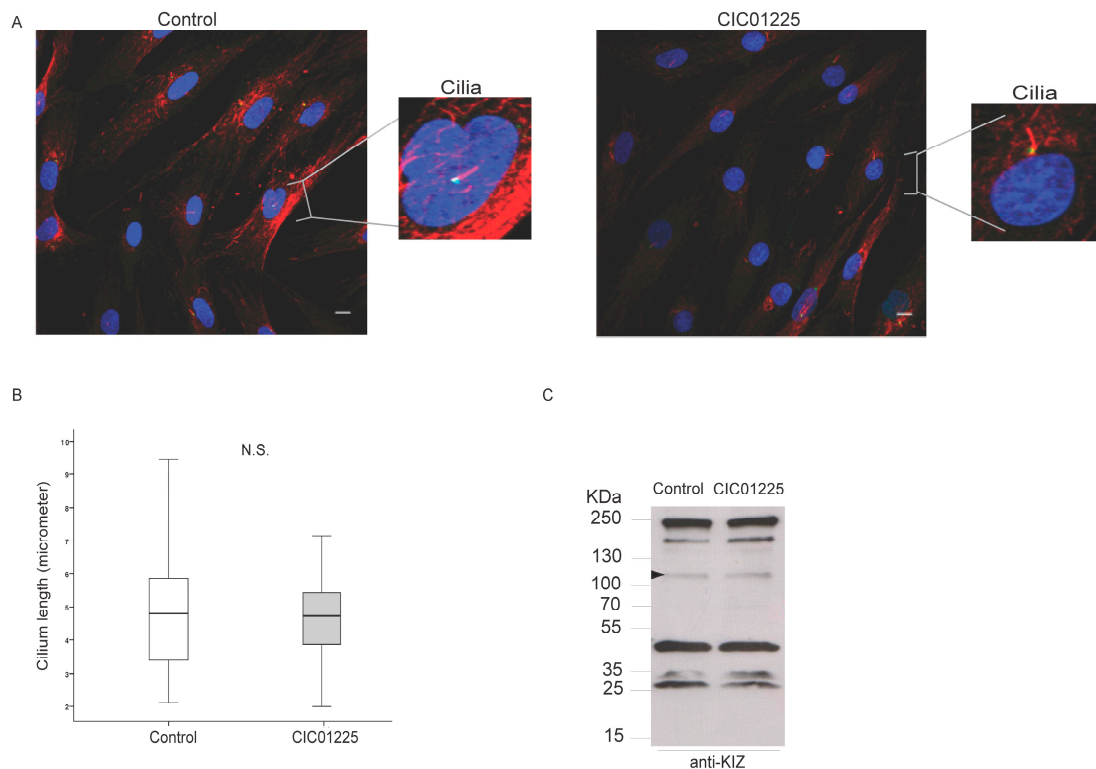 A
Control
CIC01225
Cilia
Cilia
B
C
N.S.
Cilium length (micrometer)
10
9
8
7
6
5
4
3
2
Control
CIC01225
Control CIC01225
KDa
250
130
100
70
55
35
25
15
anti-KIZ